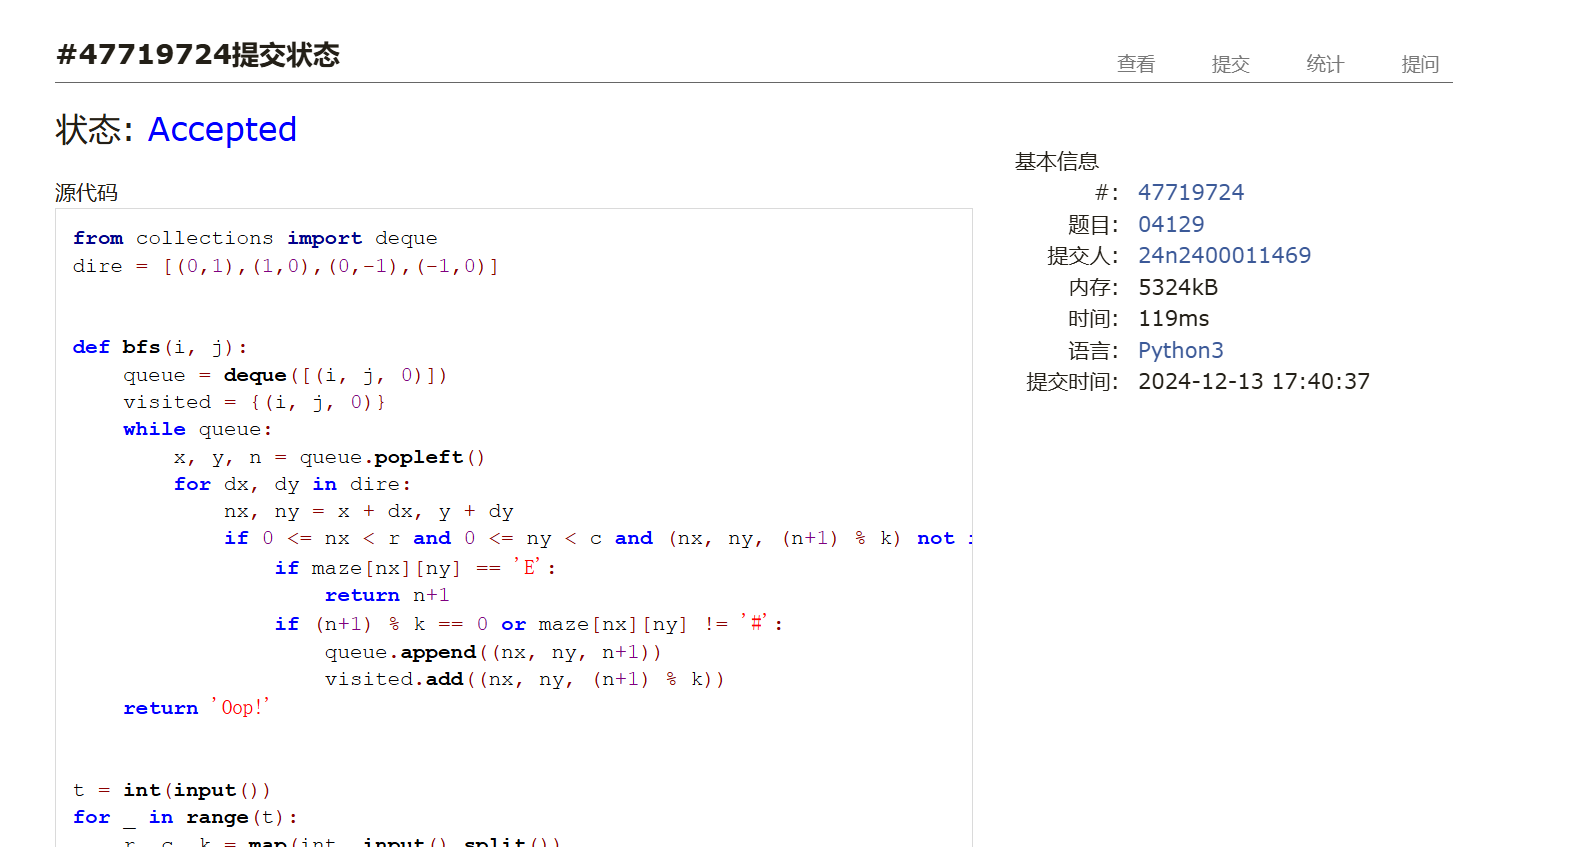 #47719724提交状态
查看 提交 统计 提问
状态: Accepted
源代码
from collections import deque
dire = [(0,1),(1,0),(0,-1),(-1,0)]
def bfs(i, j):
    queue = deque([(i, j, 0)])
    visited = {(i, j, 0)}
    while queue:
        x, y, n = queue.popleft()
        for dx, dy in dire:
            nx, ny = x + dx, y + dy
            if 0 <= nx < r and 0 <= ny < c and (nx, ny, (n+1) % k) not
                if maze[nx][ny] == 'E':
                    return n+1
                if (n+1) % k == 0 or maze[nx][ny] != '#':
                    queue.append((nx, ny, n+1))
                    visited.add((nx, ny, (n+1) % k))
    return 'Oop!'
t = int(input())
for _ in range(t):
    r, c, k = map(int, input().split())
基本信息
#: 47719724
题目: 04129
提交人: 24n2400011469
内存: 5324kB
时间: 119ms
语言: Python3
提交时间: 2024-12-13 17:40:37